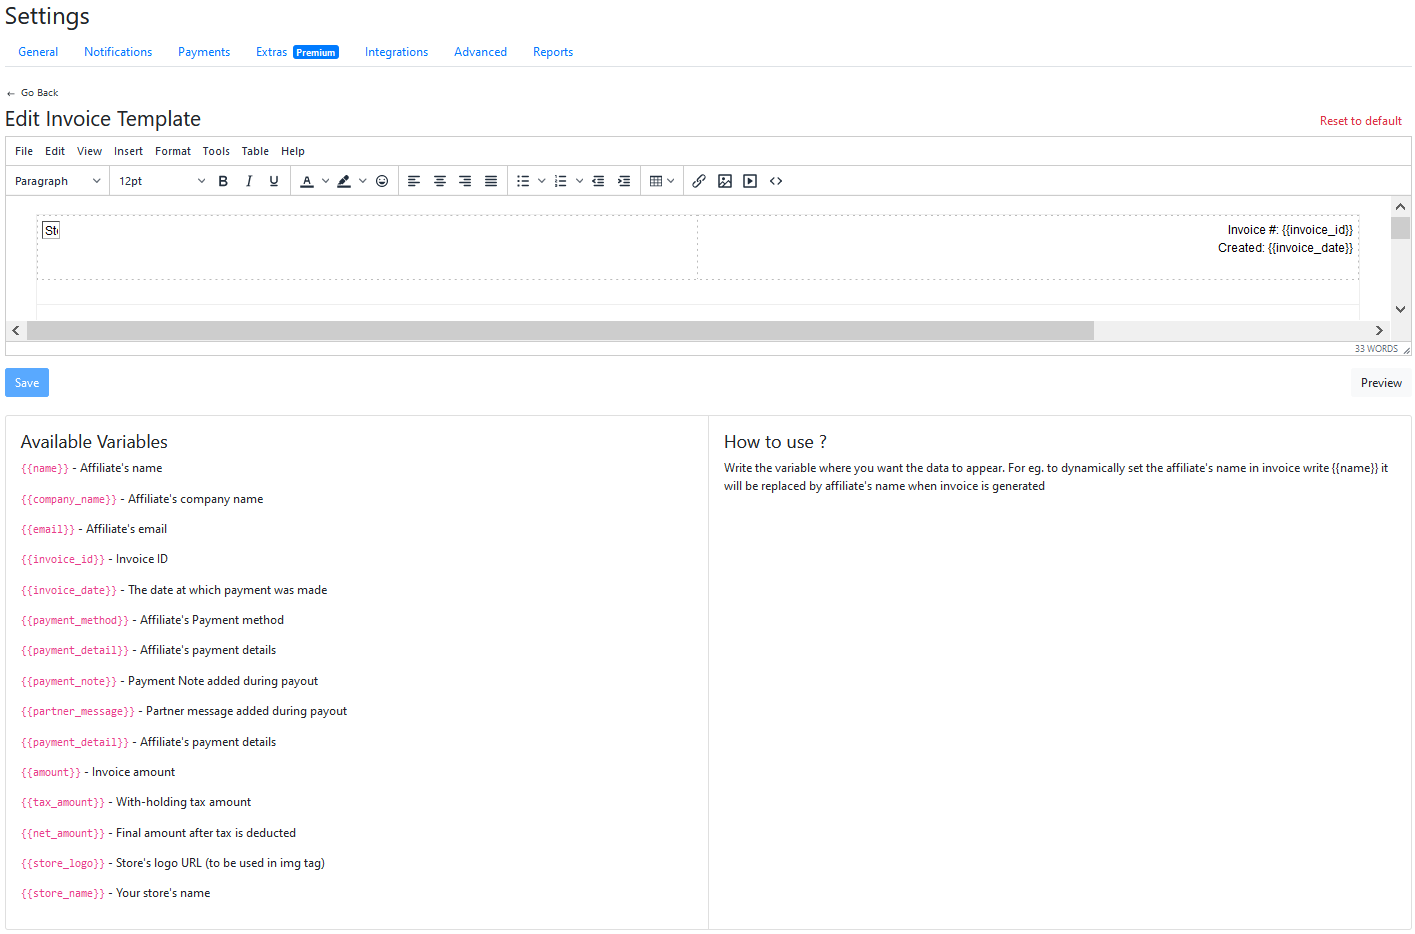 Settings
General Notifications Payments Extras Premium Integrations Advanced Reports
← Go Back
Edit Invoice Template
Reset to default
File Edit View Insert Format Tools Table Help
Paragraph 12pt B I U A
Invoice #: {{invoice_id}}
Created: {{invoice_date}}
33 WORDS
Save
Preview
Available Variables
{{name}} - Affiliate's name
{{company_name}} - Affiliate's company name
{{email}} - Affiliate's email
{{invoice_id}} - Invoice ID
{{invoice_date}} - The date at which payment was made
{{payment_method}} - Affiliate's Payment method
{{payment_detail}} - Affiliate's payment details
{{payment_note}} - Payment Note added during payout
{{partner_message}} - Partner message added during payout
{{payment_detail}} - Affiliate's payment details
{{amount}} - Invoice amount
{{tax_amount}} - With-holding tax amount
{{net_amount}} - Final amount after tax is deducted
{{store_logo}} - Store's logo URL (to be used in img tag)
{{store_name}} - Your store's name
How to use ?
Write the variable where you want the data to appear. For eg. to dynamically set the affiliate's name in invoice write {{name}} it
will be replaced by affiliate's name when invoice is generated